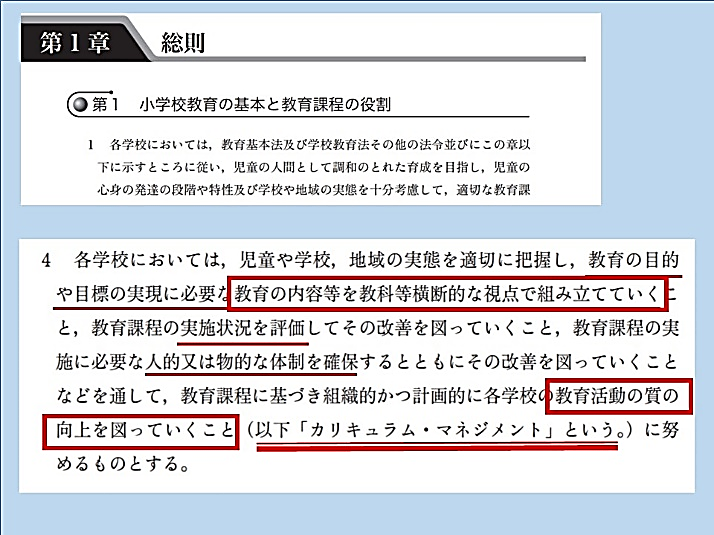 第1章 総則
第1 小学校教育の基本と教育課程の役割
1 各学校においては，教育基本法及び学校教育法その他の法令並びにこの章以
下に示すところに従い，児童の人間として調和のとれた育成を目指し，児童の
心身の発達の段階や特性及び学校や地域の実態を十分考慮して，適切な教育課
4 各学校においては，児童や学校，地域の実態を適切に把握し，教育の目的
や目標の実現に必要な教育の内容等を教科等横断的な視点で組み立てていくこ
と，教育課程の実施状況を評価してその改善を図っていくこと，教育課程の実
施に必要な人的又は物的な体制を確保するとともにその改善を図っていくこと
などを通して，教育課程に基づき組織的かつ計画的に各学校の教育活動の質の
向上を図っていくこと（以下「カリキュラム・マネジメント」という。）に努
めるものとする。